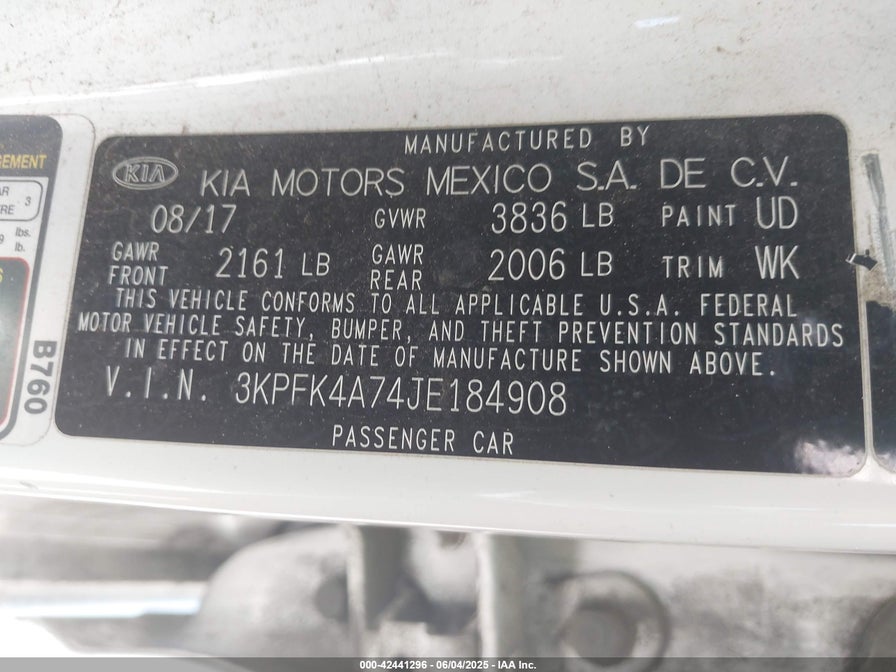 MANUFACTURED BY
KIA KIA MOTORS MEXICO S.A. DE C.V.
08/17 GVWR 3836 LB PAINT UD
GAWR FRONT 2161 LB GAWR REAR 2006 LB TRIM WK
THIS VEHICLE CONFORMS TO ALL APPLICABLE U.S.A. FEDERAL
MOTOR VEHICLE SAFETY, BUMPER, AND THEFT PREVENTION STANDARDS
IN EFFECT ON THE DATE OF MANUFACTURE SHOWN ABOVE.
V.I.N. 3KPFK4A74JE184908
PASSENGER CAR
B760
3
lbs.
lb.
000-42441296 - 06/04/2025 - IAA Inc.